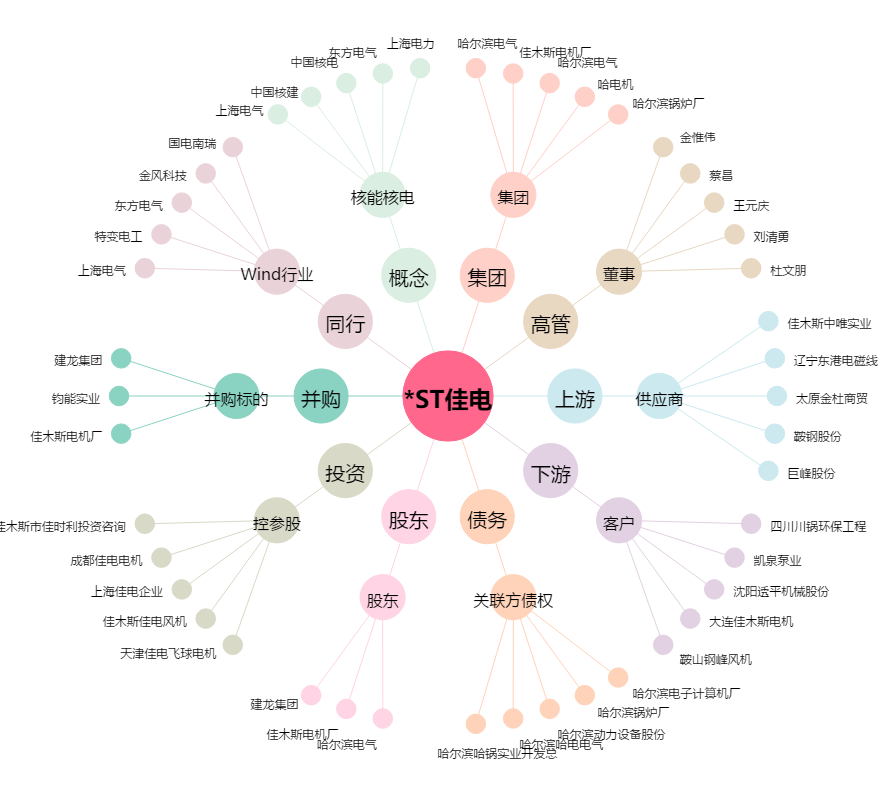 *ST佳电
概念
核能核电
上海电气
中国核建
中国核电
东方电气
上海电力
集团
集团
哈尔滨电气
佳木斯电机厂
哈尔滨电气
哈电机
哈尔滨锅炉厂
高管
董事
金惟伟
蔡昌
王元庆
刘清勇
杜文朋
上游
供应商
佳木斯中唯实业
辽宁东港电磁线
太原金杜商贸
鞍钢股份
巨峰股份
下游
客户
四川川锅环保工程
凯泉泵业
沈阳透平机械股份
大连佳木斯电机
鞍山钢峰风机
债务
关联方债权
哈尔滨电子计算机厂
哈尔滨锅炉厂
哈尔滨动力设备股份
哈尔滨哈电电气
哈尔滨哈锅实业开发总
股东
股东
哈尔滨电气
佳木斯电机厂
建龙集团
投资
控参股
天津佳电飞球电机
佳木斯佳电风机
上海佳电企业
成都佳电电机
佳木斯市佳时利投资咨询
并购
并购标的
佳木斯电机厂
钧能实业
建龙集团
同行
Wind行业
上海电气
特变电工
东方电气
金风科技
国电南瑞